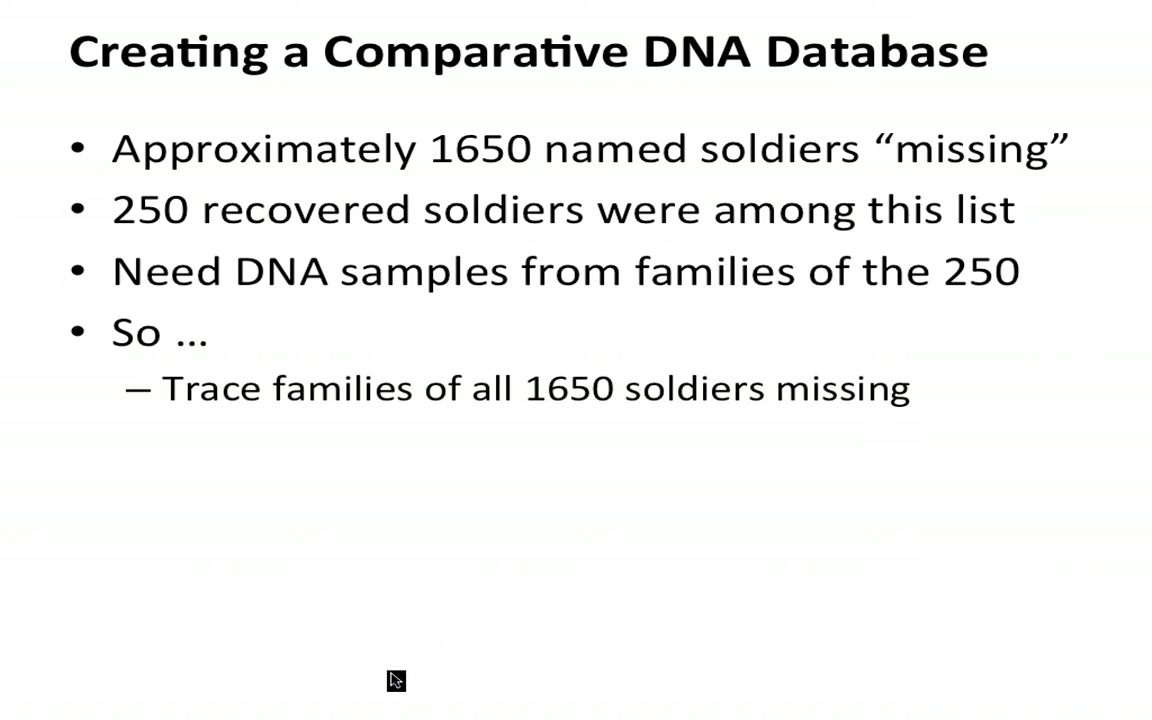 Creating a Comparative DNA Database
• Approximately 1650 named soldiers “missing”
• 250 recovered soldiers were among this list
• Need DNA samples from families of the 250
• So ...
– Trace families of all 1650 soldiers missing